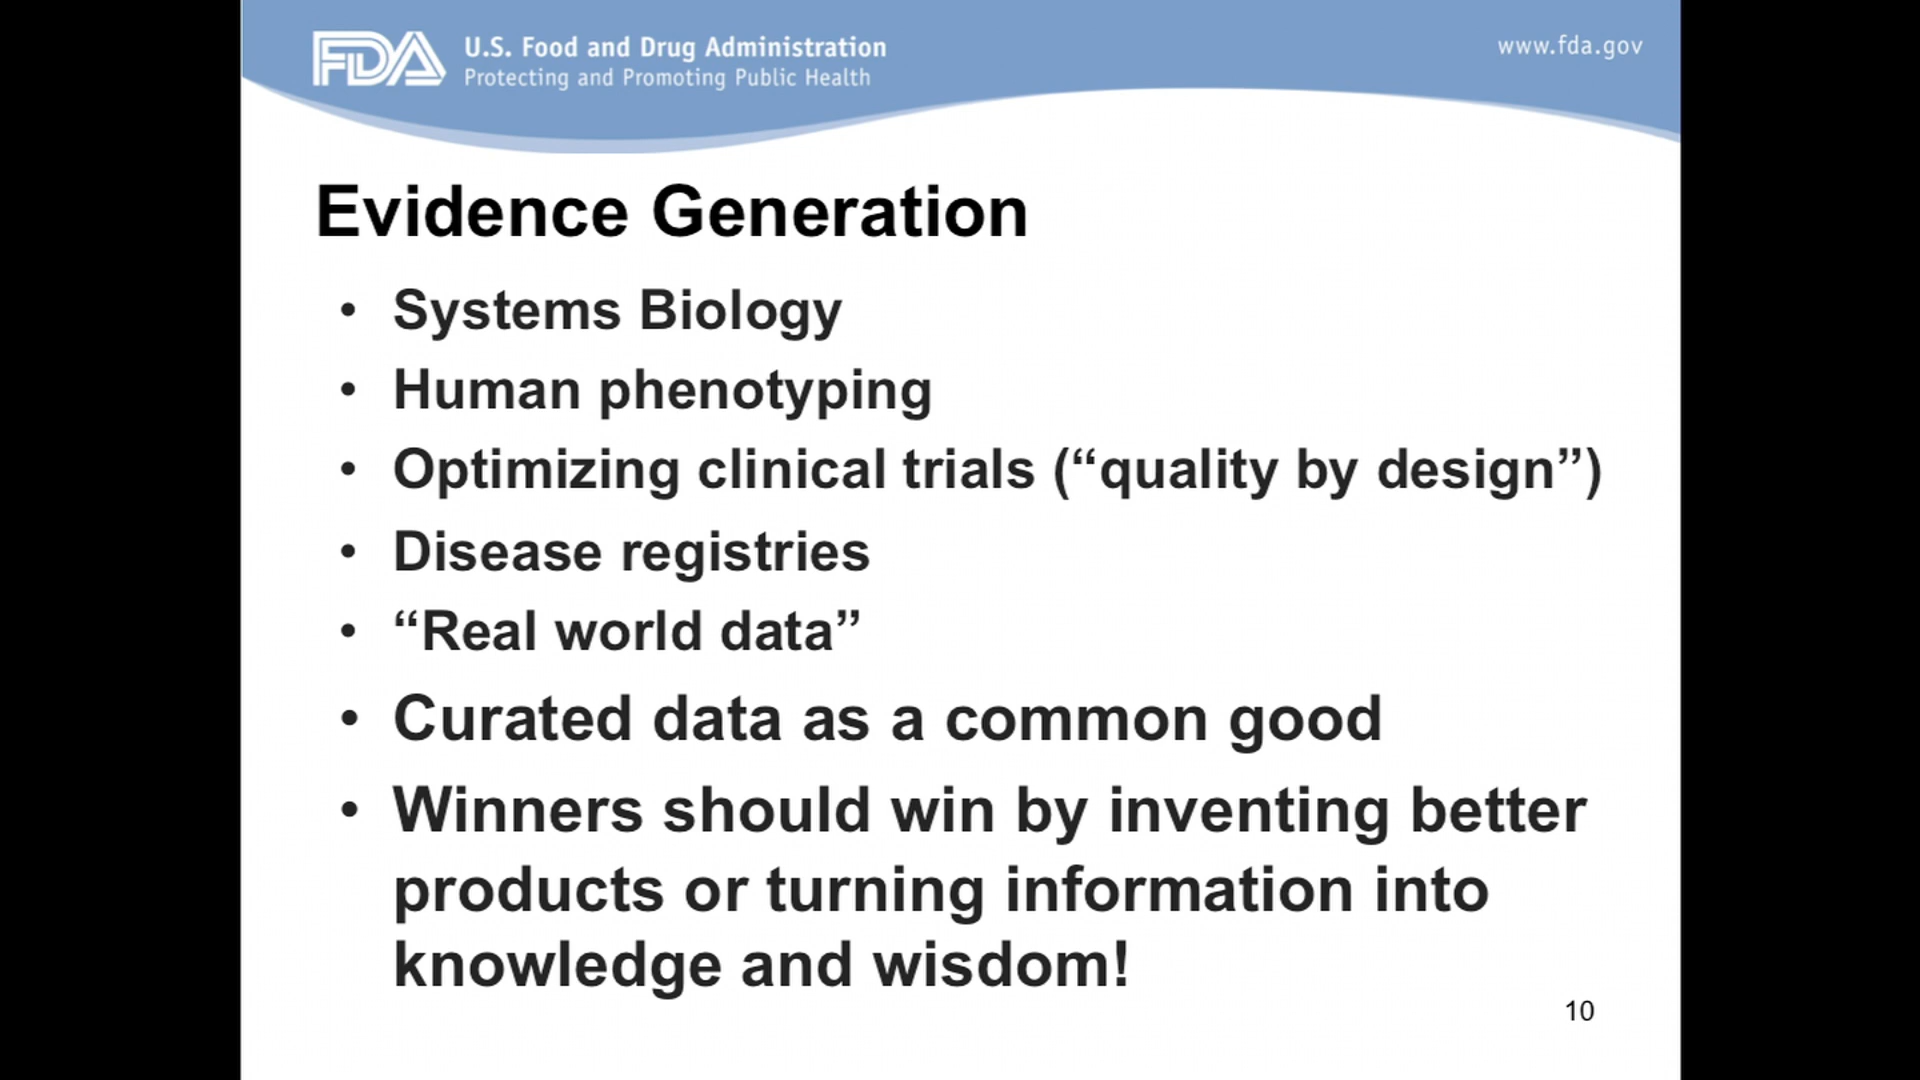 FDA
U.S. Food and Drug Administration
Protecting and Promoting Public Health
www.fda.gov
Evidence Generation
• Systems Biology
• Human phenotyping
• Optimizing clinical trials (“quality by design”)
• Disease registries
• “Real world data”
• Curated data as a common good
• Winners should win by inventing better
products or turning information into
knowledge and wisdom!
10